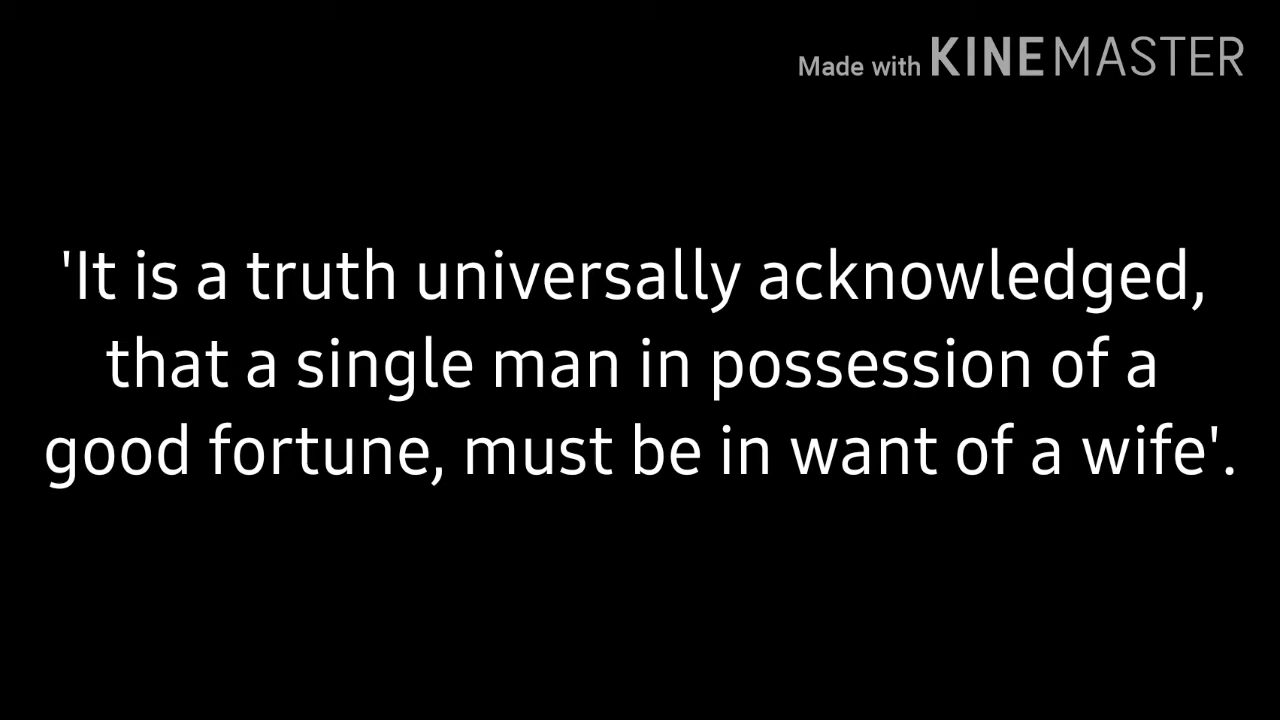 Made with KINEMASTER
'It is a truth universally acknowledged,
that a single man in possession of a
good fortune, must be in want of a wife'.